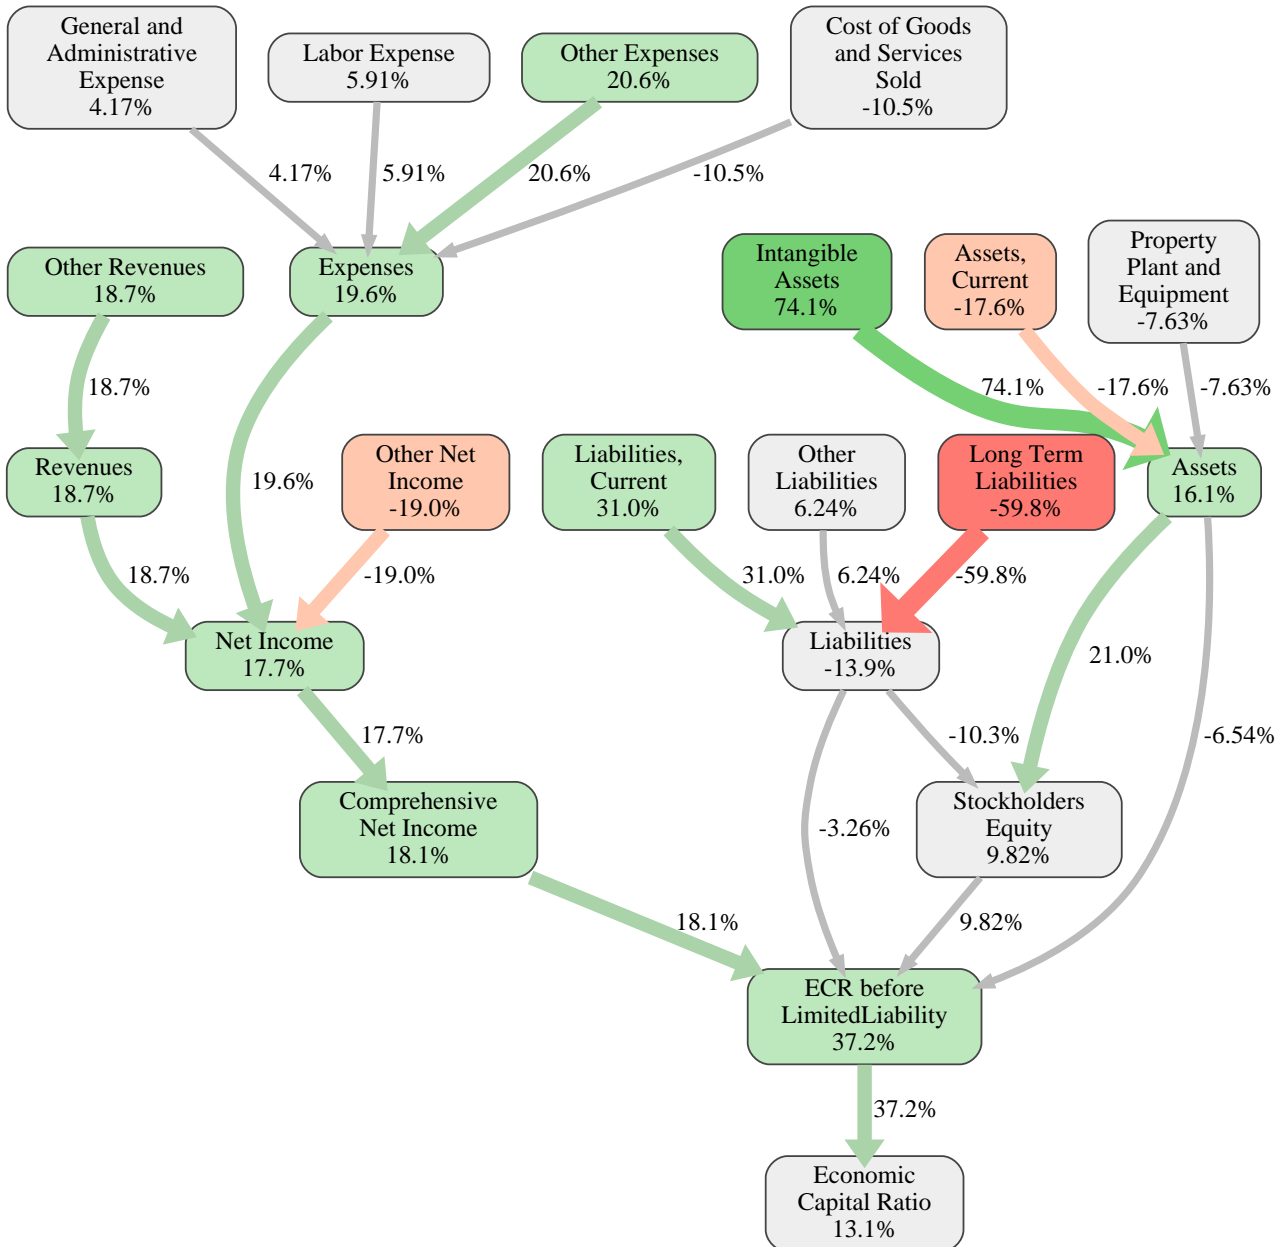 General and
Administrative
Expense
4.17%
Labor Expense
5.91%
Other Expenses
20.6%
Cost of Goods
and Services
Sold
-10.5%
4.17%
5.91%
20.6%
-10.5%
Other Revenues
18.7%
Expenses
19.6%
Intangible
Assets
74.1%
Assets,
Current
-17.6%
Property
Plant and
Equipment
-7.63%
18.7%
74.1%
-17.6%
-7.63%
Revenues
18.7%
19.6%
Other Net
Income
-19.0%
Liabilities,
Current
31.0%
Other
Liabilities
6.24%
Long Term
Liabilities
-59.8%
Assets
16.1%
18.7%
-19.0%
31.0%
6.24%
-59.8%
Net Income
17.7%
Liabilities
-13.9%
21.0%
17.7%
-10.3%
-6.54%
Comprehensive
Net Income
18.1%
-3.26%
Stockholders
Equity
9.82%
18.1%
9.82%
ECR before
LimitedLiability
37.2%
37.2%
Economic
Capital Ratio
13.1%